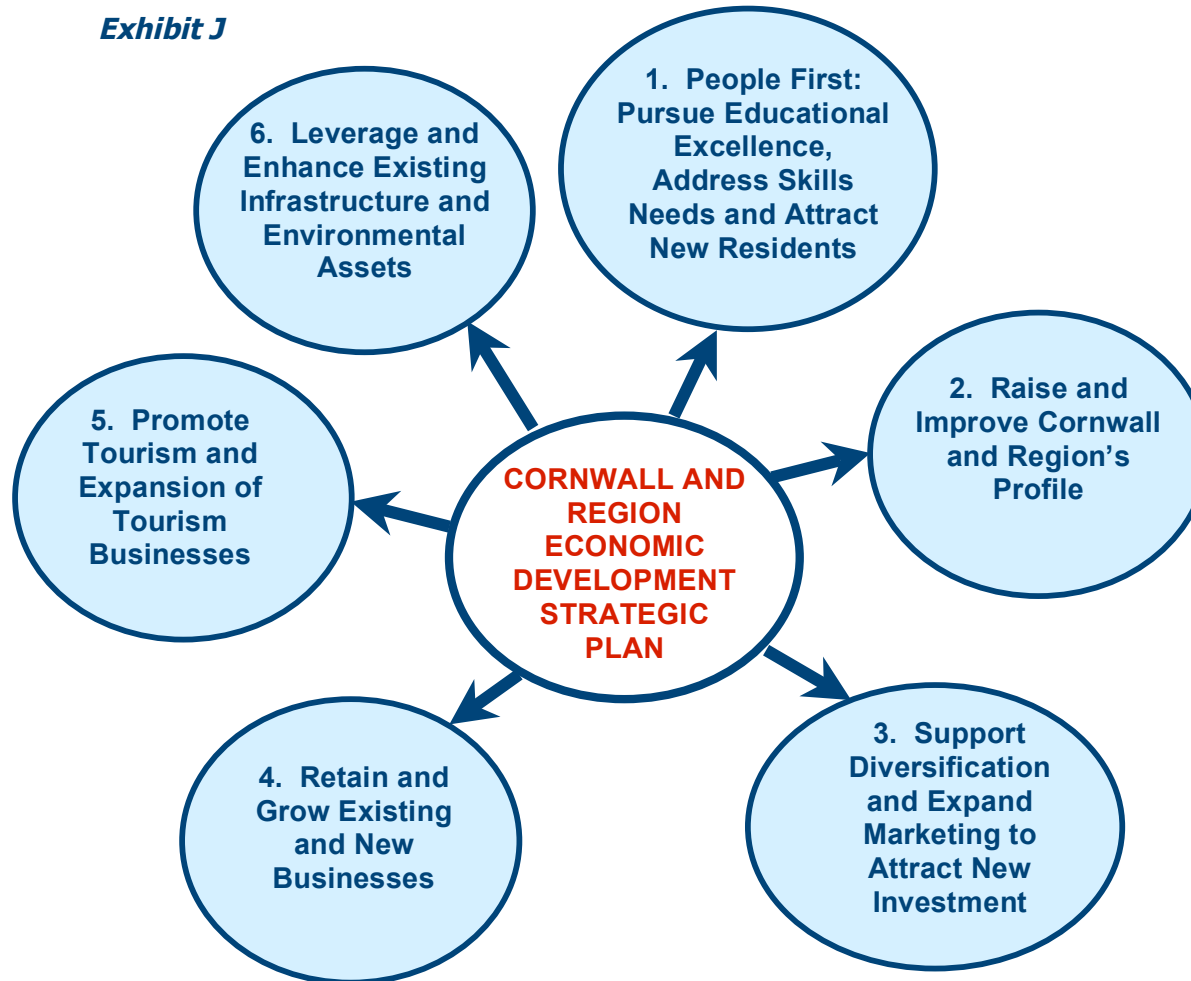 Exhibit J
1. People First:
Pursue Educational
Excellence,
Address Skills
Needs and Attract
New Residents
2. Raise and
Improve Cornwall
and Region’s
Profile
3. Support
Diversification
and Expand
Marketing to
Attract New
Investment
4. Retain and
Grow Existing
and New
Businesses
5. Promote
Tourism and
Expansion of
Tourism
Businesses
6. Leverage and
Enhance Existing
Infrastructure and
Environmental
Assets
CORNWALL AND
REGION
ECONOMIC
DEVELOPMENT
STRATEGIC
PLAN